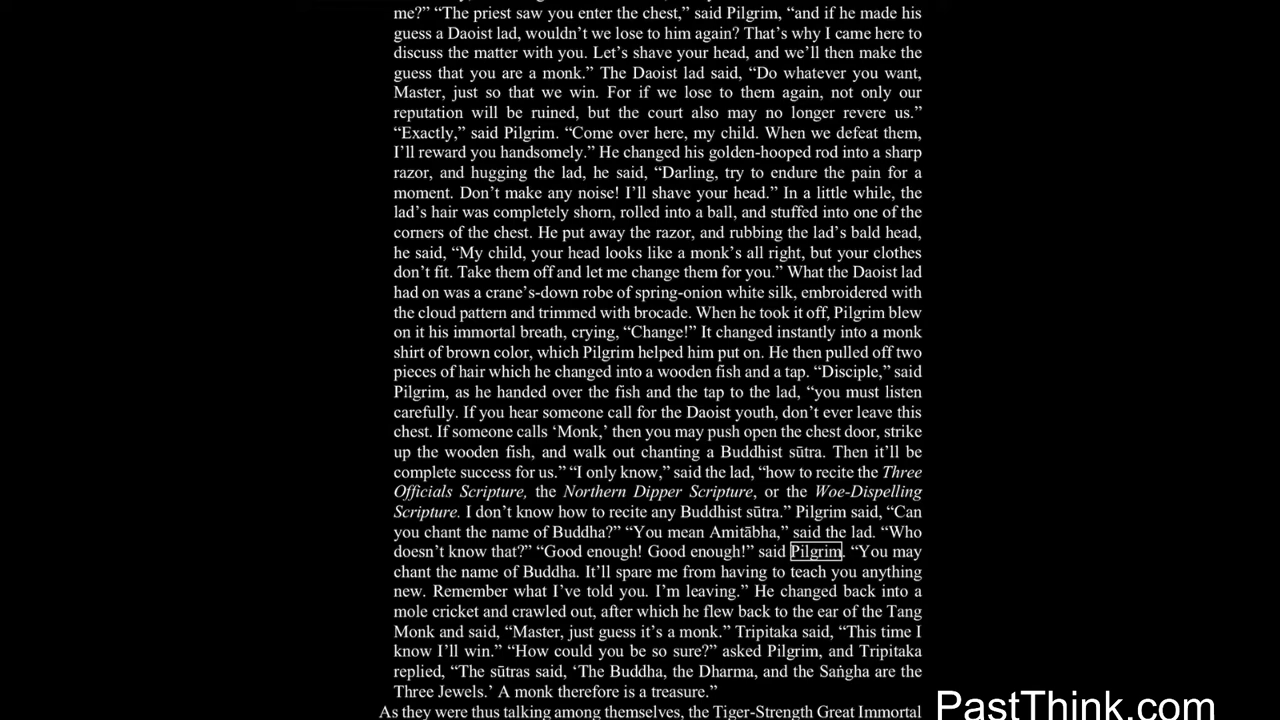 me?” “The priest saw you enter the chest,” said Pilgrim, “and if he made his
guess a Daoist lad, wouldn’t we lose to him again? That’s why I came here to
discuss the matter with you. Let’s shave your head, and we’ll then make the
guess that you are a monk.” The Daoist lad said, “Do whatever you want,
Master, just so that we win. For if we lose to them again, not only our
reputation will be ruined, but the court also may no longer revere us.”
“Exactly,” said Pilgrim. “Come over here, my child. When we defeat them,
I’ll reward you handsomely.” He changed his golden-hooped rod into a sharp
razor, and hugging the lad, he said, “Darling, try to endure the pain for a
moment. Don’t make any noise! I’ll shave your head.” In a little while, the
lad’s hair was completely shorn, rolled into a ball, and stuffed into one of the
corners of the chest. He put away the razor, and rubbing the lad’s bald head,
he said, “My child, your head looks like a monk’s all right, but your clothes
don’t fit. Take them off and let me change them for you.” What the Daoist lad
had on was a crane’s-down robe of spring-onion white silk, embroidered with
the cloud pattern and trimmed with brocade. When he took it off, Pilgrim blew
on it his immortal breath, crying, “Change!” It changed instantly into a monk
shirt of brown color, which Pilgrim helped him put on. He then pulled off two
pieces of hair which he changed into a wooden fish and a tap. “Disciple,” said
Pilgrim, as he handed over the fish and the tap to the lad, “you must listen
carefully. If you hear someone call for the Daoist youth, don’t ever leave this
chest. If someone calls ‘Monk,’ then you may push open the chest door, strike
up the wooden fish, and walk out chanting a Buddhist sūtra. Then it’ll be
complete success for us.” “I only know,” said the lad, “how to recite the Three
Officials Scripture, the Northern Dipper Scripture, or the Woe-Dispelling
Scripture. I don’t know how to recite any Buddhist sūtra.” Pilgrim said, “Can
you chant the name of Buddha?” “You mean Amitābha,” said the lad. “Who
doesn’t know that?” “Good enough! Good enough!” said Pilgrim. “You may
chant the name of Buddha. It’ll spare me from having to teach you anything
new. Remember what I’ve told you. I’m leaving.” He changed back into a
mole cricket and crawled out, after which he flew back to the ear of the Tang
Monk and said, “Master, just guess it’s a monk.” Tripitaka said, “This time I
know I’ll win.” “How could you be so sure?” asked Pilgrim, and Tripitaka
replied, “The sūtras said, ‘The Buddha, the Dharma, and the Saṅgha are the
Three Jewels.’ A monk therefore is a treasure.”
As they were thus talking among themselves, the Tiger-Strength Great Immortal
PastThink.com